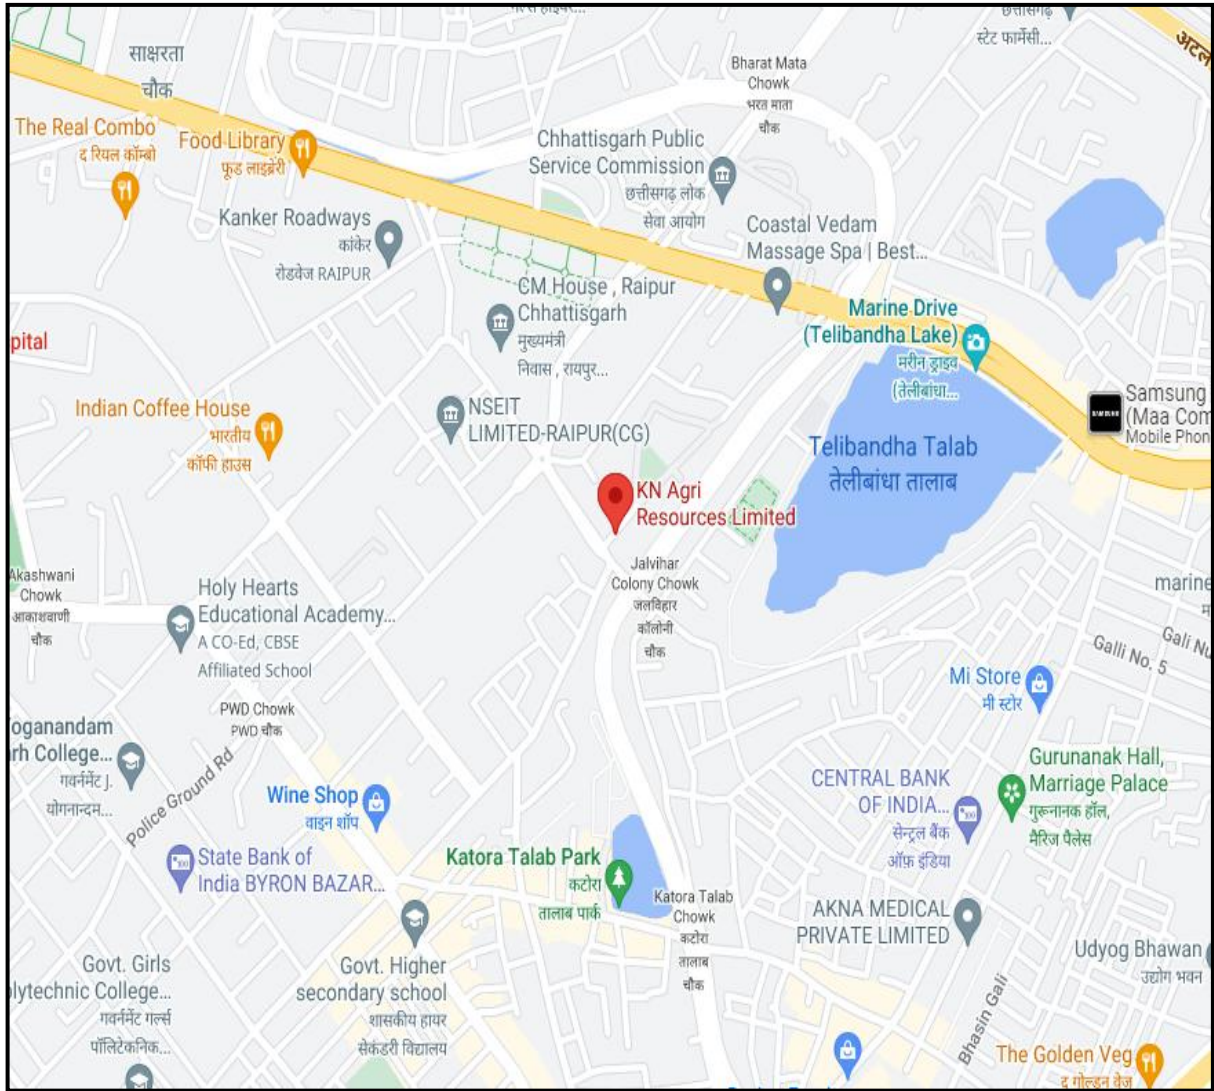 साक्षरता
चौक
छत्तीसगढ़
स्टेट फार्मेसी...
Bharat Mata
Chowk
भरत माता
चौक
The Real Combo
द रियल कॉम्बो
Food Library
फूड लाइब्रेरी
Chhattisgarh Public
Service Commission
छत्तीसगढ़ लोक
सेवा आयोग
Kanker Roadways
कांकेर
रोडवेज RAIPUR
Coastal Vedam
Massage Spa | Best...
CM House , Raipur
Chhattisgarh
मुख्यमंत्री
निवास , रायपुर...
Marine Drive
(Telibandha Lake)
मरीन ड्राइव
(तेलीबांधा...
pital
Samsung
(Maa Com
Mobile Phon
SAMSUNG
Indian Coffee House
भारतीय
कॉफी हाउस
NSEIT
LIMITED-RAIPUR(CG)
Telibandha Talab
तेलीबांधा तालाब
KN Agri
Resources Limited
Jalvihar
Colony Chowk
जलविहार
कॉलोनी
चौक
Akashwani
Chowk
आकाशवाणी
चौक
Holy Hearts
Educational Academy...
A CO-Ed, CBSE
Affiliated School
marine
Galli No. 5
Gali Nu
Mi Store
मी स्टोर
PWD Chowk
PWD चौक
oganandam
rh College...
गवर्नमेंट J.
योगनान्दम...
Police Ground Rd
Wine Shop
वाइन शॉप
Gurunanak Hall,
Marriage Palace
गुरूनानक हॉल,
मैरिज पैलेस
CENTRAL BANK
OF INDIA...
सेन्ट्रल बैंक
ऑफ़ इंडिया
State Bank of
India BYRON BAZAR...
Katora Talab Park
कटोरा
तालाब पार्क
Katora Talab
Chowk
कटोरा
तालाब
चौक
AKNA MEDICAL
PRIVATE LIMITED
Udyog Bhawan
उद्योग भवन
Govt. Girls
lytechnic College...
गवर्नमेंट गर्ल्स
पॉलिटेकनिक...
Govt. Higher
secondary school
शासकीय हायर
सेकंडरी विद्यालय
Bhasin Gali
The Golden Veg
द गोल्डन वेज